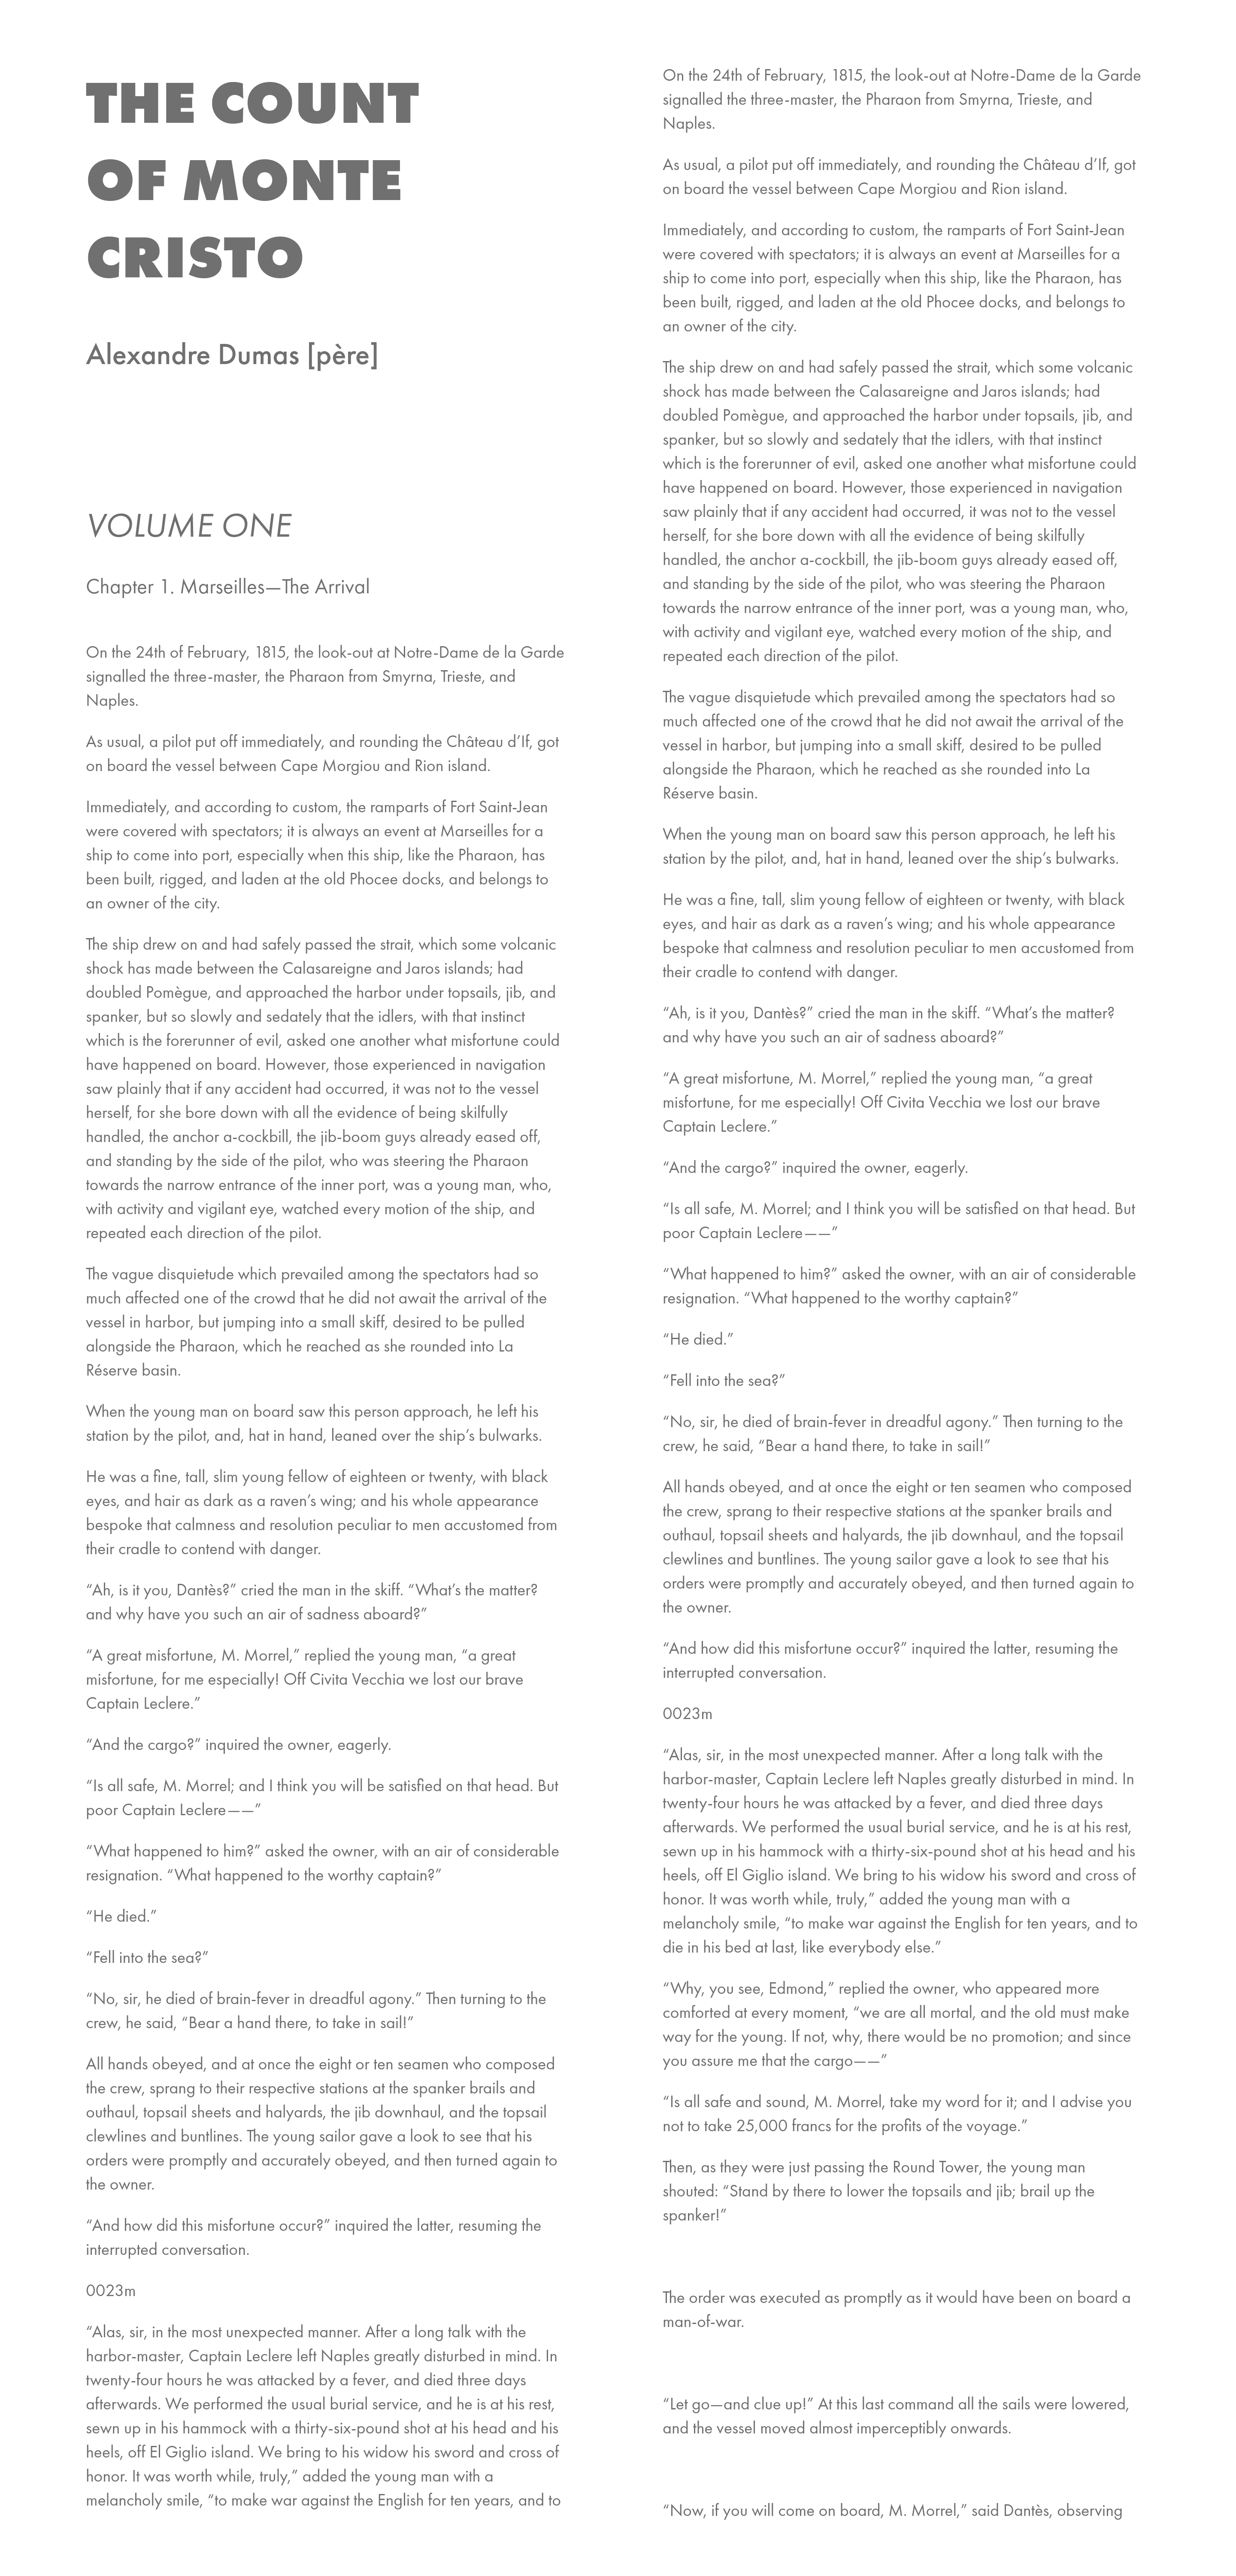 THE COUNT
OF MONTE
CRISTO
Alexandre Dumas [père]
VOLUME ONE
Chapter 1. Marseilles—The Arrival
On the 24th of February, 1815, the look-out at Notre-Dame de la Garde
signalled the three-master, the Pharaon from Smyrna, Trieste, and
Naples.
As usual, a pilot put off immediately, and rounding the Château d’If, got
on board the vessel between Cape Morgiou and Rion island.
Immediately, and according to custom, the ramparts of Fort Saint-Jean
were covered with spectators; it is always an event at Marseilles for a
ship to come into port, especially when this ship, like the Pharaon, has
been built, rigged, and laden at the old Phocee docks, and belongs to
an owner of the city.
The ship drew on and had safely passed the strait, which some volcanic
shock has made between the Calasareigne and Jaros islands; had
doubled Pomègue, and approached the harbor under topsails, jib, and
spanker, but so slowly and sedately that the idlers, with that instinct
which is the forerunner of evil, asked one another what misfortune could
have happened on board. However, those experienced in navigation
saw plainly that if any accident had occurred, it was not to the vessel
herself, for she bore down with all the evidence of being skilfully
handled, the anchor a-cockbill, the jib-boom guys already eased off,
and standing by the side of the pilot, who was steering the Pharaon
towards the narrow entrance of the inner port, was a young man, who,
with activity and vigilant eye, watched every motion of the ship, and
repeated each direction of the pilot.
The vague disquietude which prevailed among the spectators had so
much affected one of the crowd that he did not await the arrival of the
vessel in harbor, but jumping into a small skiff, desired to be pulled
alongside the Pharaon, which he reached as she rounded into La
Réserve basin.
When the young man on board saw this person approach, he left his
station by the pilot, and, hat in hand, leaned over the ship’s bulwarks.
He was a fine, tall, slim young fellow of eighteen or twenty, with black
eyes, and hair as dark as a raven’s wing; and his whole appearance
bespoke that calmness and resolution peculiar to men accustomed from
their cradle to contend with danger.
“Ah, is it you, Dantès?” cried the man in the skiff. “What’s the matter?
and why have you such an air of sadness aboard?”
“A great misfortune, M. Morrel,” replied the young man, “a great
misfortune, for me especially! Off Civita Vecchia we lost our brave
Captain Leclere.”
“And the cargo?” inquired the owner, eagerly.
“Is all safe, M. Morrel; and I think you will be satisfied on that head. But
poor Captain Leclere——”
“What happened to him?” asked the owner, with an air of considerable
resignation. “What happened to the worthy captain?”
“He died.”
“Fell into the sea?”
“No, sir, he died of brain-fever in dreadful agony.” Then turning to the
crew, he said, “Bear a hand there, to take in sail!”
All hands obeyed, and at once the eight or ten seamen who composed
the crew, sprang to their respective stations at the spanker brails and
outhaul, topsail sheets and halyards, the jib downhaul, and the topsail
clewlines and buntlines. The young sailor gave a look to see that his
orders were promptly and accurately obeyed, and then turned again to
the owner.
“And how did this misfortune occur?” inquired the latter, resuming the
interrupted conversation.
0023m
“Alas, sir, in the most unexpected manner. After a long talk with the
harbor-master, Captain Leclere left Naples greatly disturbed in mind. In
twenty-four hours he was attacked by a fever, and died three days
afterwards. We performed the usual burial service, and he is at his rest,
sewn up in his hammock with a thirty-six-pound shot at his head and his
heels, off El Giglio island. We bring to his widow his sword and cross of
honor. It was worth while, truly,” added the young man with a
melancholy smile, “to make war against the English for ten years, and to
On the 24th of February, 1815, the look-out at Notre-Dame de la Garde
signalled the three-master, the Pharaon from Smyrna, Trieste, and
Naples.
As usual, a pilot put off immediately, and rounding the Château d’If, got
on board the vessel between Cape Morgiou and Rion island.
Immediately, and according to custom, the ramparts of Fort Saint-Jean
were covered with spectators; it is always an event at Marseilles for a
ship to come into port, especially when this ship, like the Pharaon, has
been built, rigged, and laden at the old Phocee docks, and belongs to
an owner of the city.
The ship drew on and had safely passed the strait, which some volcanic
shock has made between the Calasareigne and Jaros islands; had
doubled Pomègue, and approached the harbor under topsails, jib, and
spanker, but so slowly and sedately that the idlers, with that instinct
which is the forerunner of evil, asked one another what misfortune could
have happened on board. However, those experienced in navigation
saw plainly that if any accident had occurred, it was not to the vessel
herself, for she bore down with all the evidence of being skilfully
handled, the anchor a-cockbill, the jib-boom guys already eased off,
and standing by the side of the pilot, who was steering the Pharaon
towards the narrow entrance of the inner port, was a young man, who,
with activity and vigilant eye, watched every motion of the ship, and
repeated each direction of the pilot.
The vague disquietude which prevailed among the spectators had so
much affected one of the crowd that he did not await the arrival of the
vessel in harbor, but jumping into a small skiff, desired to be pulled
alongside the Pharaon, which he reached as she rounded into La
Réserve basin.
When the young man on board saw this person approach, he left his
station by the pilot, and, hat in hand, leaned over the ship’s bulwarks.
He was a fine, tall, slim young fellow of eighteen or twenty, with black
eyes, and hair as dark as a raven’s wing; and his whole appearance
bespoke that calmness and resolution peculiar to men accustomed from
their cradle to contend with danger.
“Ah, is it you, Dantès?” cried the man in the skiff. “What’s the matter?
and why have you such an air of sadness aboard?”
“A great misfortune, M. Morrel,” replied the young man, “a great
misfortune, for me especially! Off Civita Vecchia we lost our brave
Captain Leclere.”
“And the cargo?” inquired the owner, eagerly.
“Is all safe, M. Morrel; and I think you will be satisfied on that head. But
poor Captain Leclere——”
“What happened to him?” asked the owner, with an air of considerable
resignation. “What happened to the worthy captain?”
“He died.”
“Fell into the sea?”
“No, sir, he died of brain-fever in dreadful agony.” Then turning to the
crew, he said, “Bear a hand there, to take in sail!”
All hands obeyed, and at once the eight or ten seamen who composed
the crew, sprang to their respective stations at the spanker brails and
outhaul, topsail sheets and halyards, the jib downhaul, and the topsail
clewlines and buntlines. The young sailor gave a look to see that his
orders were promptly and accurately obeyed, and then turned again to
the owner.
“And how did this misfortune occur?” inquired the latter, resuming the
interrupted conversation.
0023m
“Alas, sir, in the most unexpected manner. After a long talk with the
harbor-master, Captain Leclere left Naples greatly disturbed in mind. In
twenty-four hours he was attacked by a fever, and died three days
afterwards. We performed the usual burial service, and he is at his rest,
sewn up in his hammock with a thirty-six-pound shot at his head and his
heels, off El Giglio island. We bring to his widow his sword and cross of
honor. It was worth while, truly,” added the young man with a
melancholy smile, “to make war against the English for ten years, and to
die in his bed at last, like everybody else.”
“Why, you see, Edmond,” replied the owner, who appeared more
comforted at every moment, “we are all mortal, and the old must make
way for the young. If not, why, there would be no promotion; and since
you assure me that the cargo——”
“Is all safe and sound, M. Morrel, take my word for it; and I advise you
not to take 25,000 francs for the profits of the voyage.”
Then, as they were just passing the Round Tower, the young man
shouted: “Stand by there to lower the topsails and jib; brail up the
spanker!”
The order was executed as promptly as it would have been on board a
man-of-war.
“Let go—and clue up!” At this last command all the sails were lowered,
and the vessel moved almost imperceptibly onwards.
“Now, if you will come on board, M. Morrel,” said Dantès, observing